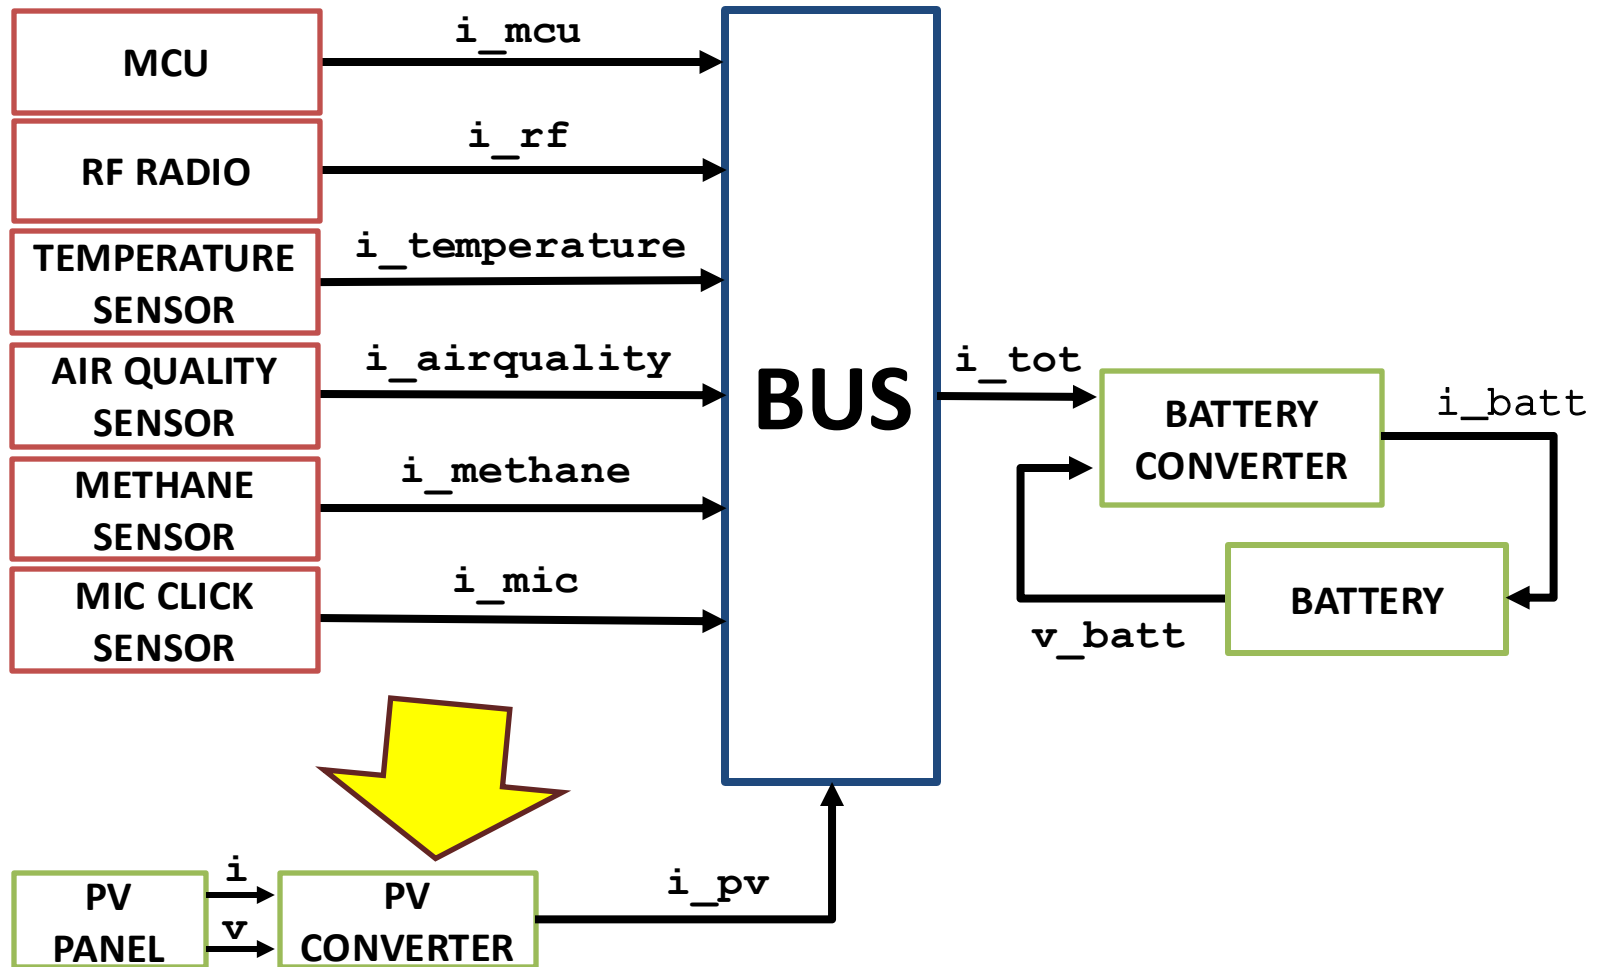 MCU
i_mcu
RF RADIO
i_rf
TEMPERATURE
SENSOR
i_temperature
AIR QUALITY
SENSOR
i_airquality
METHANE
SENSOR
i_methane
MIC CLICK
SENSOR
i_mic
BUS
i_tot
BATTERY
CONVERTER
i_batt
BATTERY
v_batt
PV
PANEL
i
v
PV
CONVERTER
i_pv